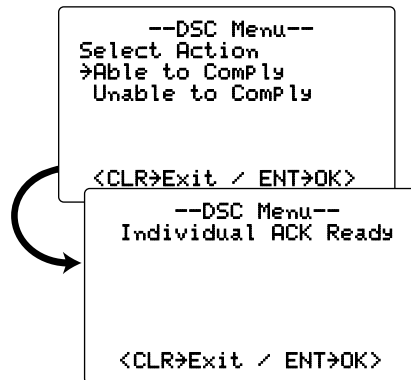 --DSC Menu--
Select Action
→Able to ComPly
Unable to ComPly
<CLR→Exit / ENT→OK>
--DSC Menu--
Individual ACK Ready
<CLR→Exit / ENT→OK>